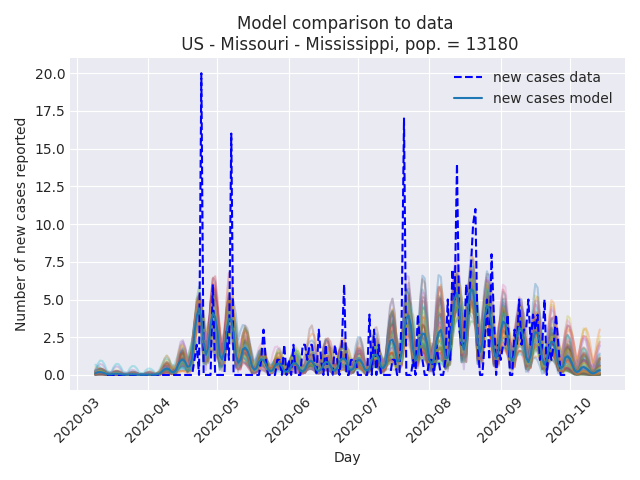 Model comparison to data
US - Missouri - Mississippi, pop. = 13180
new cases data
new cases model
Number of new cases reported
20.0
17.5
15.0
12.5
10.0
7.5
5.0
2.5
0.0
2020-03
2020-04
2020-05
2020-06
2020-07
2020-08
2020-09
2020-10
Day